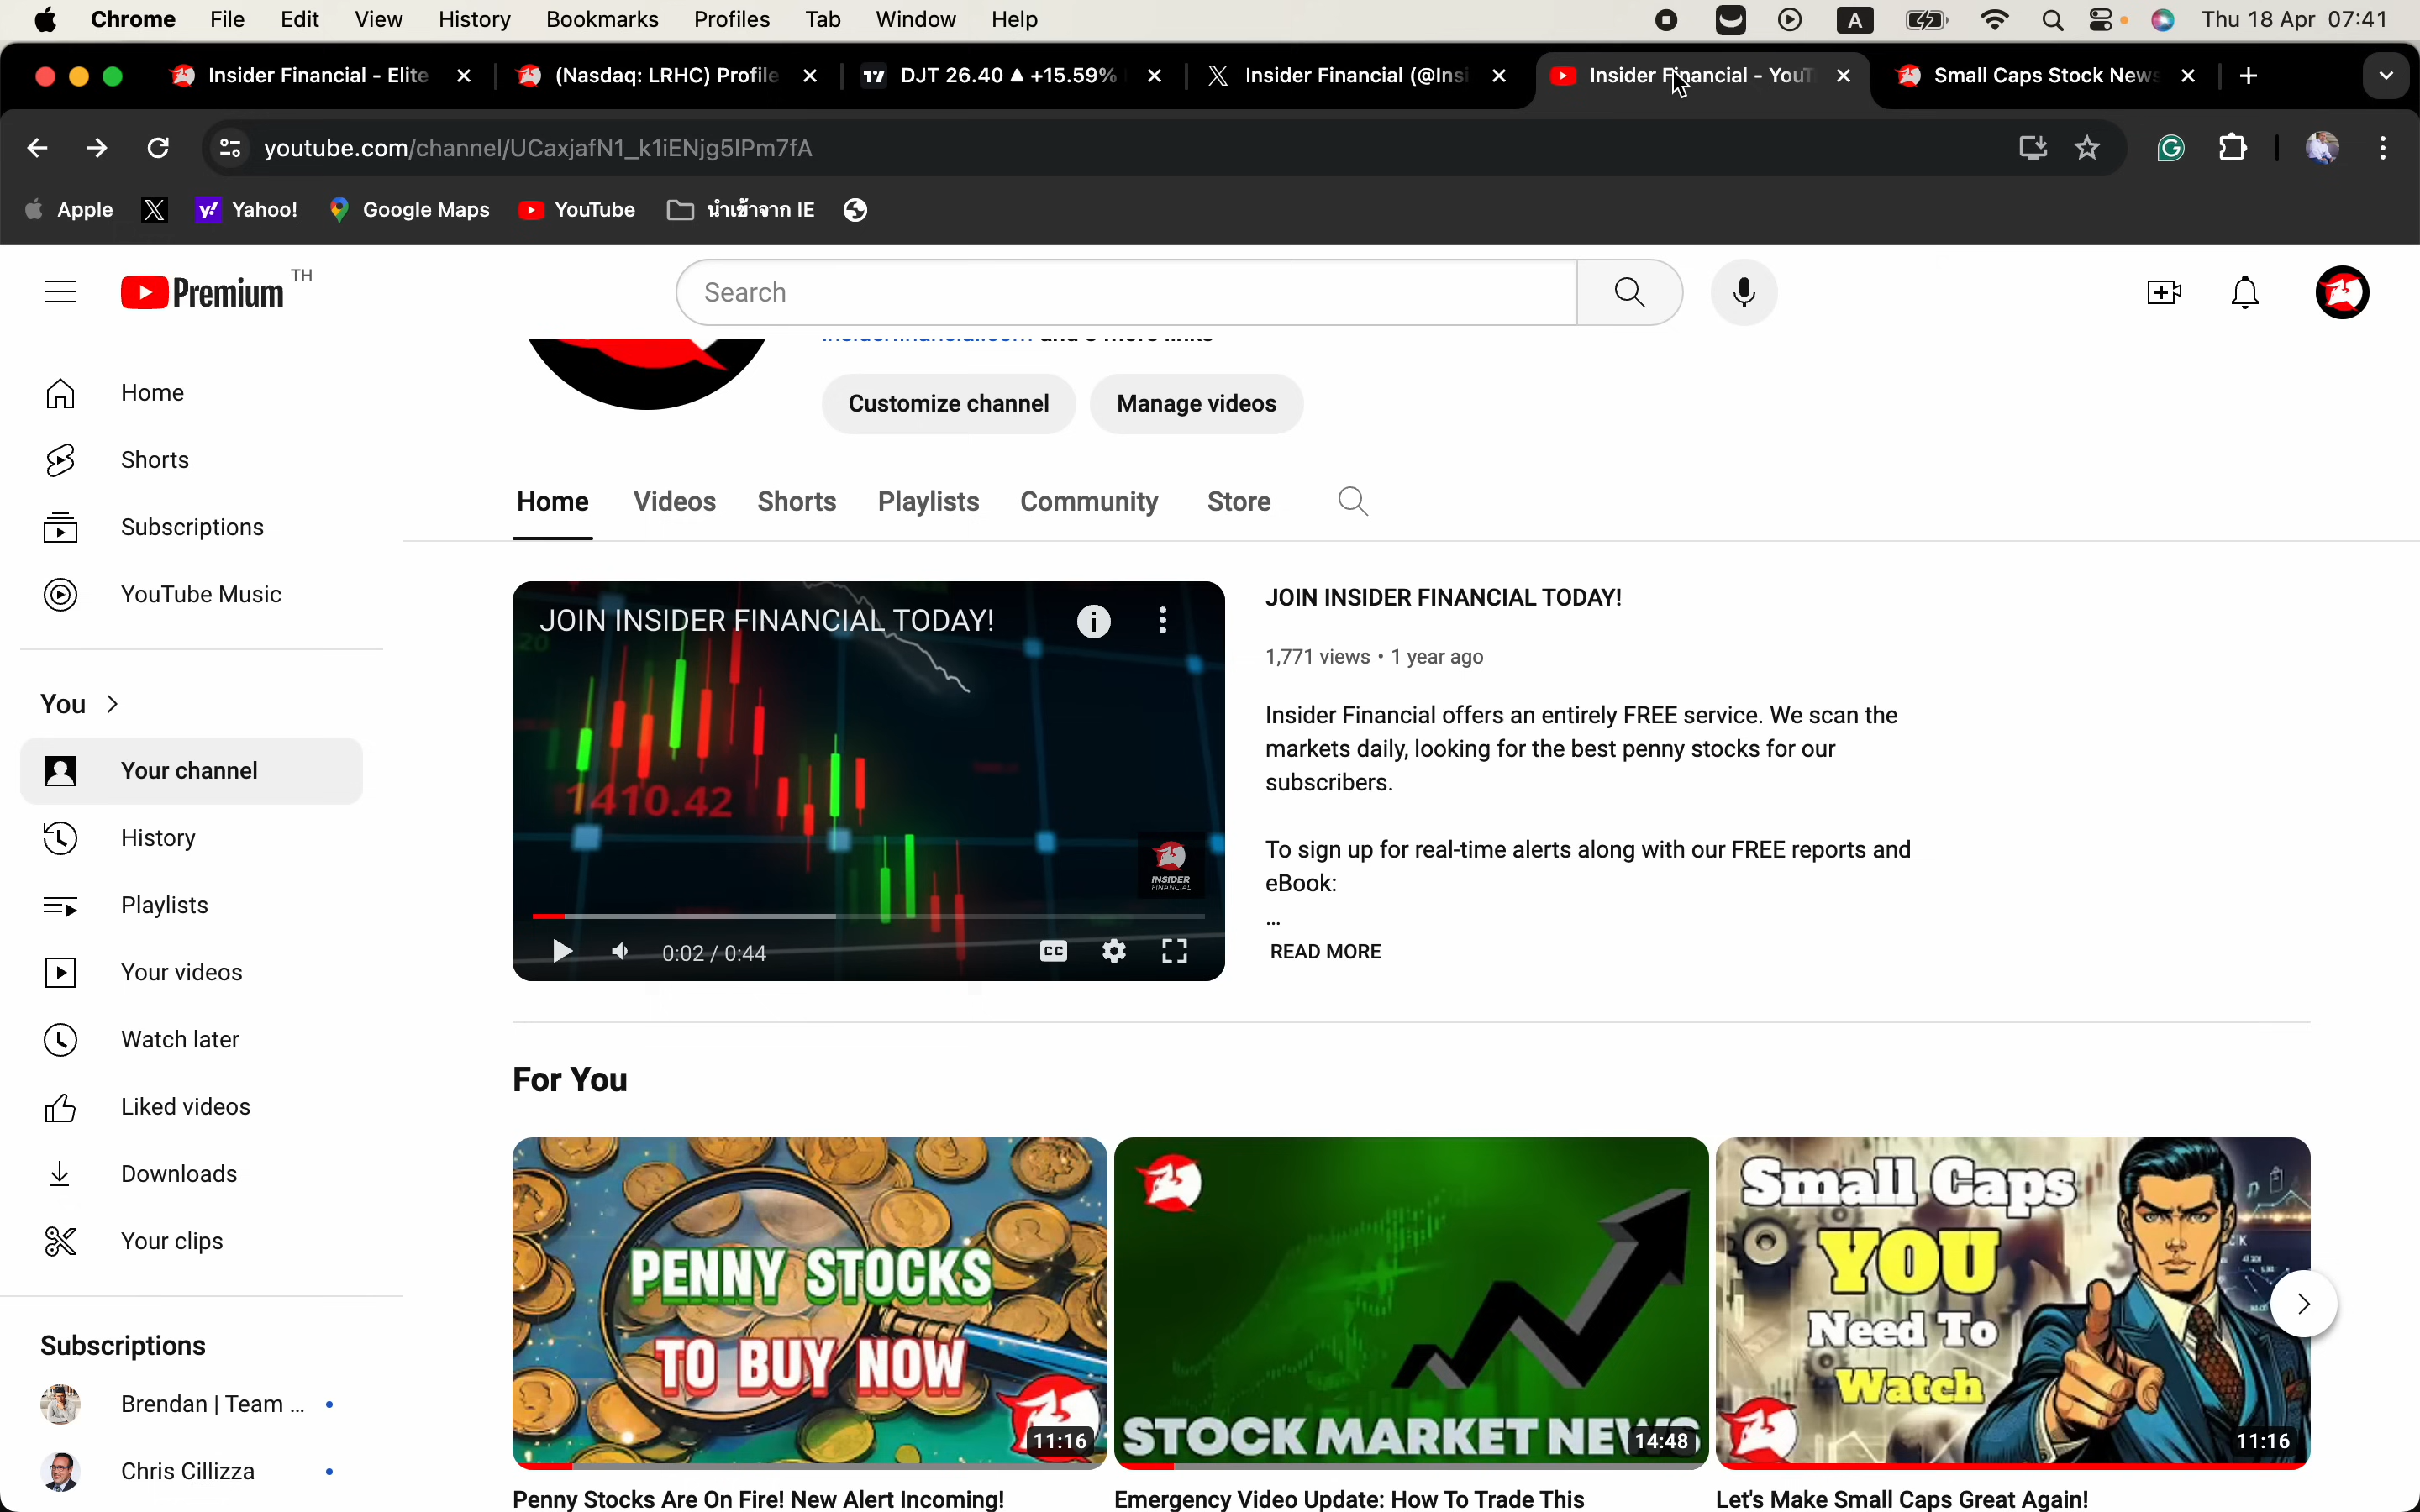 Chrome File Edit View History Bookmarks Profiles Tab Window Help A Thu 18 Apr 07:41
Insider Financial - Elite (Nasdaq: LRHC) Profile DJT 26.40 ▲ +15.59% Insider Financial (@Insi Insider Financial - YouT Small Caps Stock News
youtube.com/channel/UCaxjafN1_k1iENjg5IPm7fA
Apple Yahoo! Google Maps YouTube นำเข้าจาก IE
Premium TH
Search
Home
Shorts
Subscriptions
YouTube Music
You
Your channel
History
Playlists
Your videos
Watch later
Liked videos
Downloads
Your clips
Subscriptions
Brendan | Team ...
Chris Cillizza
Customize channel Manage videos
Home Videos Shorts Playlists Community Store
JOIN INSIDER FINANCIAL TODAY!
20
1410.42
INSIDER
FINANCIAL
0:02 / 0:44
CC
JOIN INSIDER FINANCIAL TODAY!
1,771 views • 1 year ago
Insider Financial offers an entirely FREE service. We scan the
markets daily, looking for the best penny stocks for our
subscribers.
To sign up for real-time alerts along with our FREE reports and
eBook:
...
READ MORE
For You
PENNY STOCKS
TO BUY NOW
11:16
STOCK MARKET NEWS
14:48
Small Caps
YOU
Need To
Watch
11:16
Penny Stocks Are On Fire! New Alert Incoming!
Emergency Video Update: How To Trade This
Let's Make Small Caps Great Again!